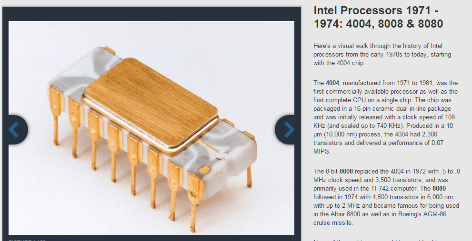 Intel Processors 1971 -
1974: 4004, 8008 & 8080
Here's a visual walk through the history of Intel
processors from the early 1970s to today, starting
with the 4004 chip.
The 4004, manufactured from 1971 to 1981, was the
first commercially available processor as well as the
first complete CPU on a single chip. The chip was
packaged in a 16-pin ceramic dual in-line package
and was initially released with a clock speed of 108
KHz (and scaled up to 740 KHz). Produced in a 10
µm (10,000 nm) process, the 4004 had 2,300
transistors and delivered a performance of 0.07
MIPS.
The 8-bit 8008 replaced the 4004 in 1972 with .5 to .8
MHz clock speed and 3,500 transistors, and was
primarily used in the TI 742 computer. The 8080
followed in 1974 with 4,500 transistors in 6,000 nm
with up to 2 MHz and became famous for being used
in the Altair 8800 as well as in Boeing's AGM-86
cruise missile.